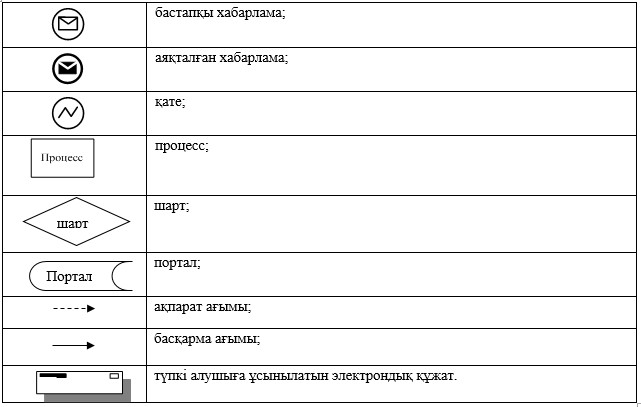 бастапқы хабарлама;
аяқталған хабарлама;
қате;
Процесс
процесс;
шарт
шарт;
Портал
портал;
ақпарат ағымы;
басқарма ағымы;
түпкі алушыға ұсынылатын электрондық құжат.